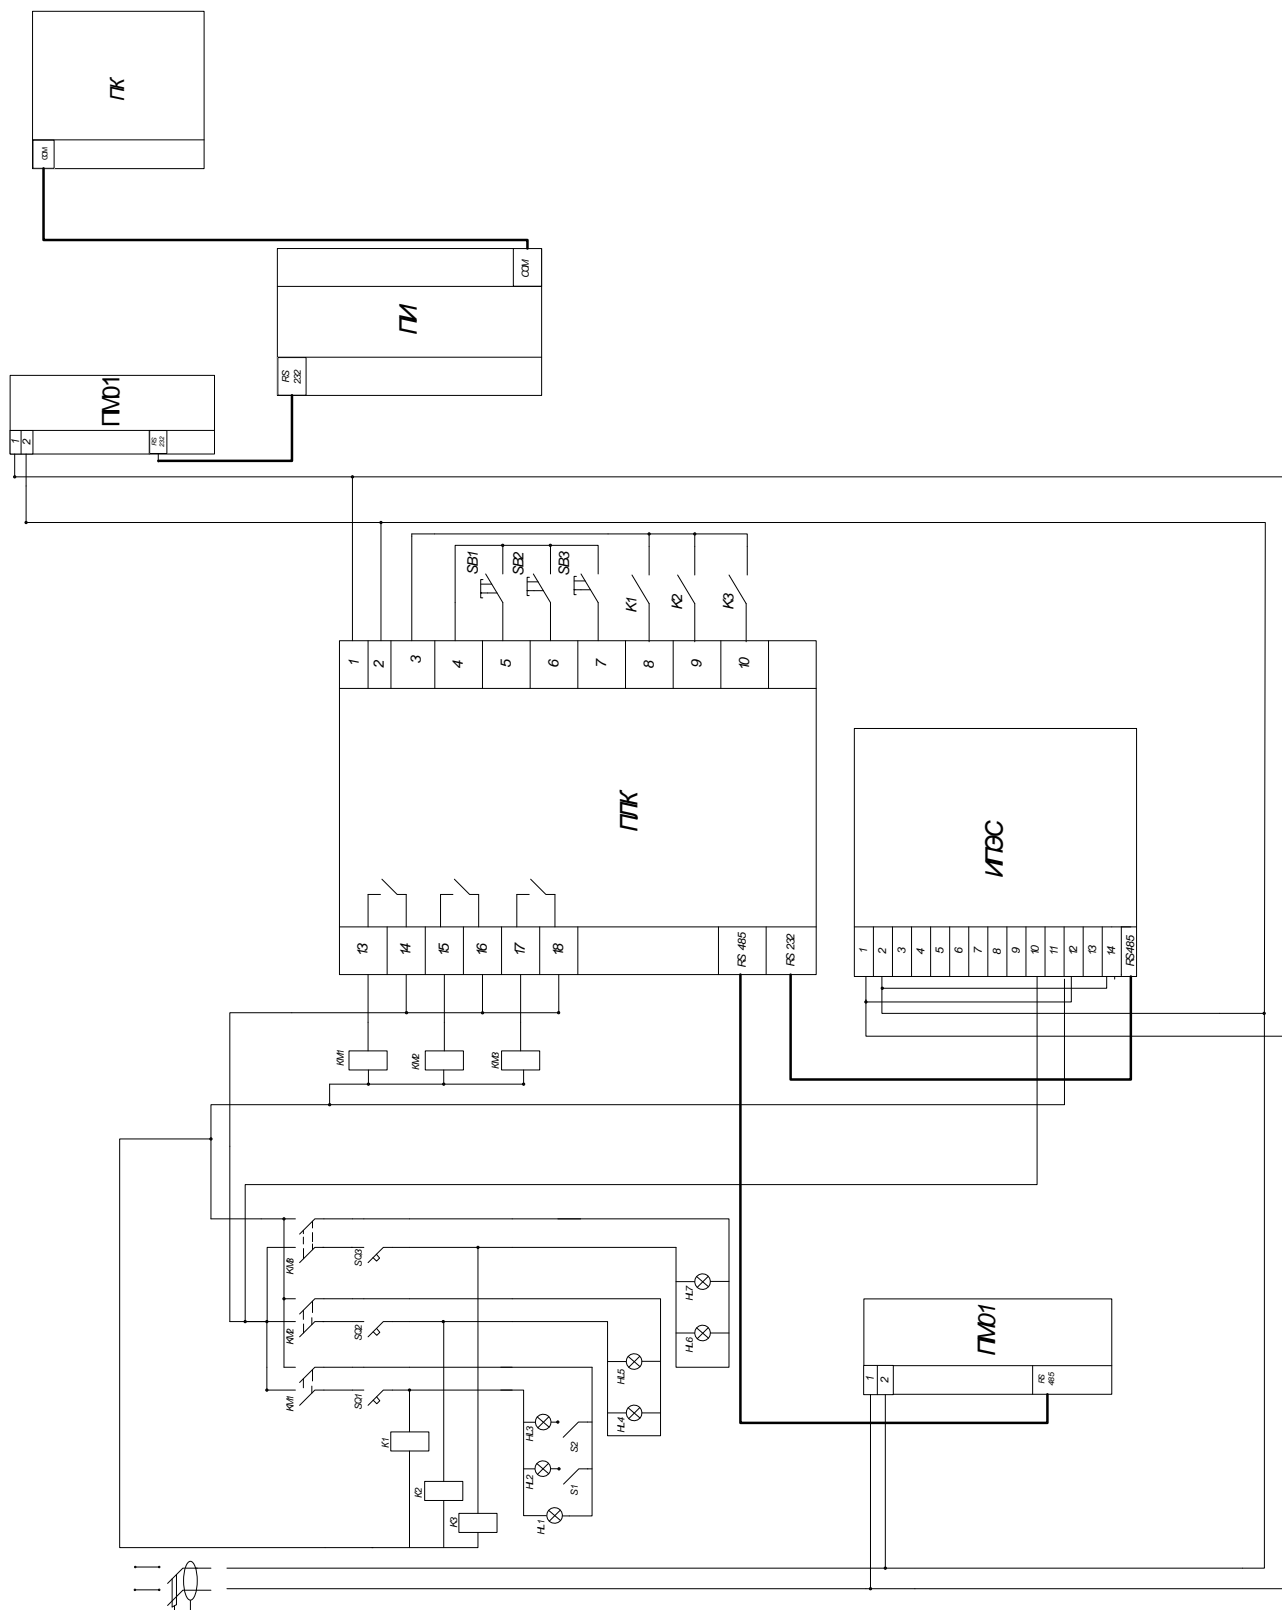 ПК
COM
COM
ПИ
RS
232
ПМ01
1
2
RS
232
SB1
SB2
SB3
K1
K2
K3
1
2
3
4
5
6
7
8
9
10
ПЛК
ИПЭС
13
14
15
16
17
18
RS 485
RS 232
1
2
3
4
5
6
7
8
9
10
11
12
13
14
RS485
KM1
KM2
KM3
KM3
SQ3
HL7
KM2
SQ2
HL6
HL5
KM1
SQ1
HL4
ПМ01
1
2
RS
485
K1
HL3
S2
K2
HL2
S1
K3
HL1